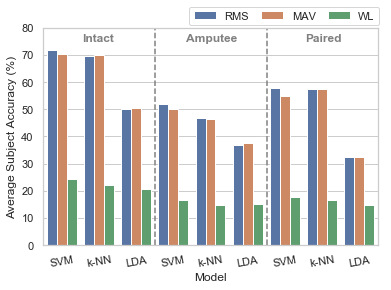 RMS MAV WL
Intact Amputee Paired
80
70
60
50
40
30
20
10
0
Average Subject Accuracy (%)
SVM k-NN LDA SVM k-NN LDA SVM k-NN LDA
Model